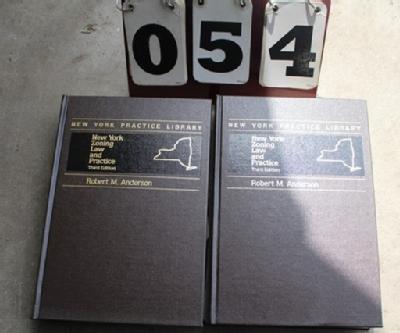 054
NEW YORK PRACTICE LIBRARY
New York
Zoning
Law
and
Practice
Third Edition
Robert M. Anderson
NEW YORK PRACTICE LIBRARY
New York
Zoning
Law
and
Practice
Third Edition
Robert M. Anderson